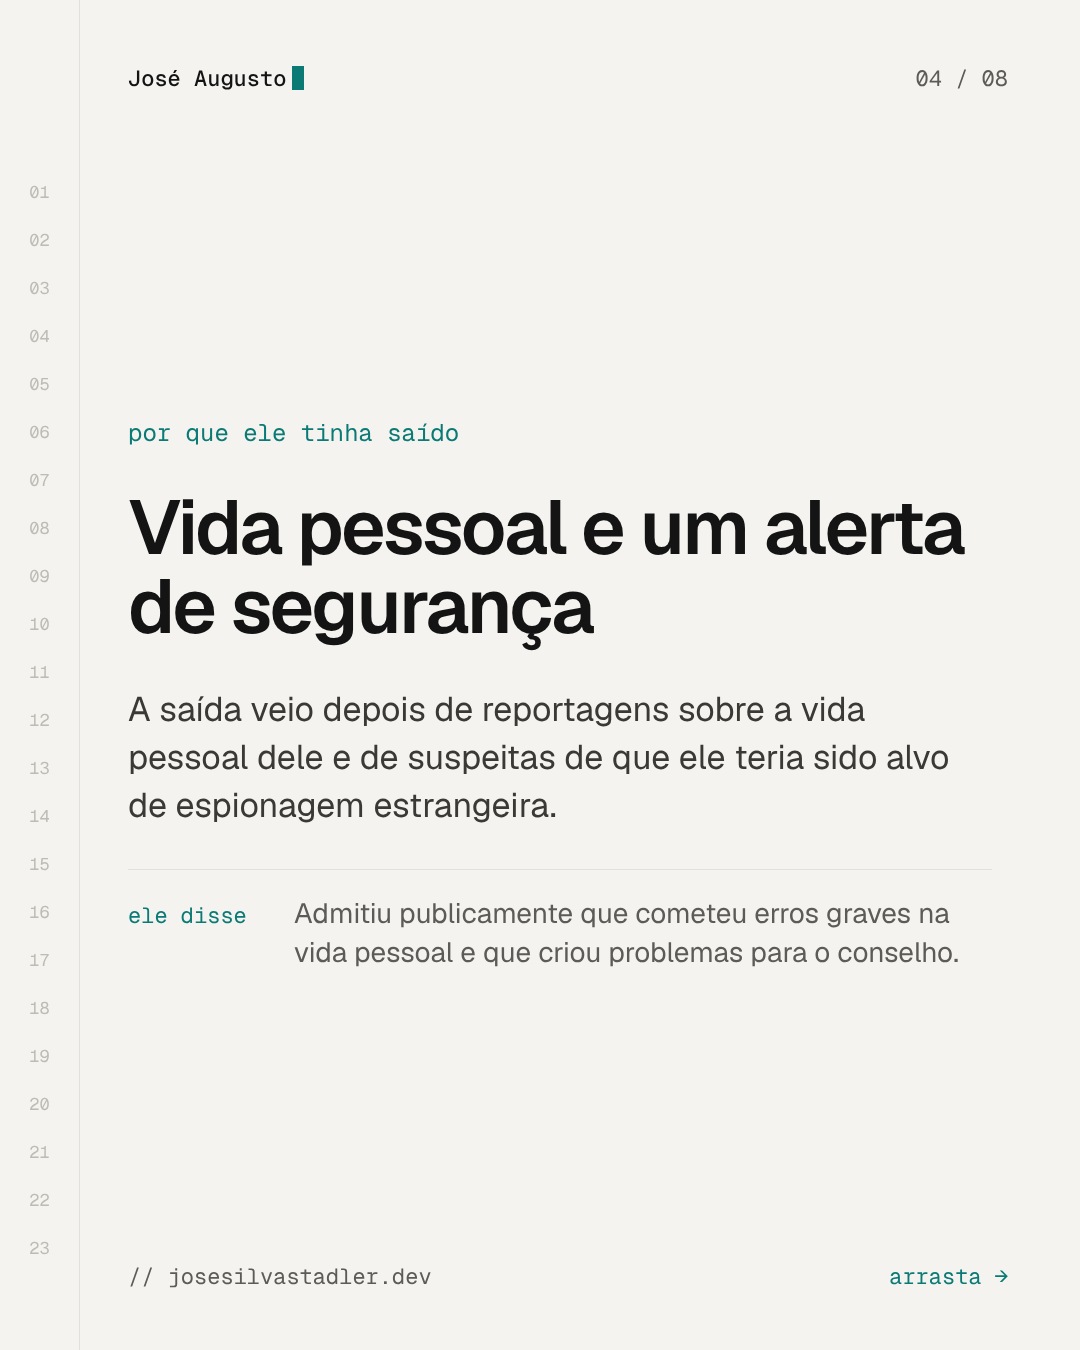 José Augusto
04 / 08
01
02
03
04
05
06
por que ele tinha saído
07
08
Vida pessoal e um alerta
09
10
de segurança
11
12
A saída veio depois de reportagens sobre a vida
13
pessoal dele e de suspeitas de que ele teria sido alvo
14
de espionagem estrangeira.
15
16
ele disse
Admitiu publicamente que cometeu erros graves na
17
vida pessoal e que criou problemas para o conselho.
18
19
20
21
22
23
// josesilvastadler.dev
arrasta →